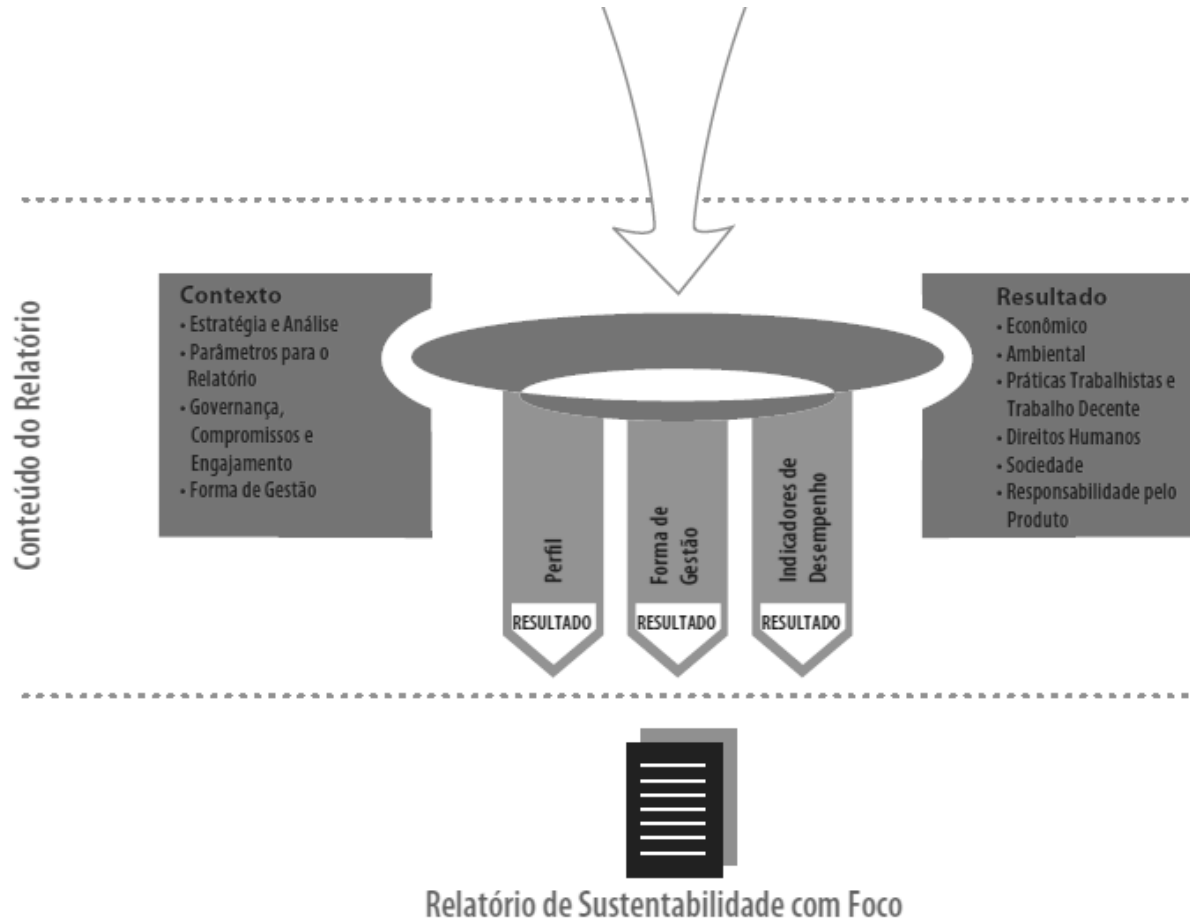 Conteúdo do Relatório
Contexto
• Estratégia e Análise
• Parâmetros para o
Relatório
• Governança,
Compromissos e
Engajamento
• Forma de Gestão
Perfil
RESULTADO
Forma de
Gestão
RESULTADO
Indicadores de
Desempenho
RESULTADO
Resultado
• Econômico
• Ambiental
• Práticas Trabalhistas e
Trabalho Decente
• Direitos Humanos
• Sociedade
• Responsabilidade pelo
Produto
Relatório de Sustentabilidade com Foco